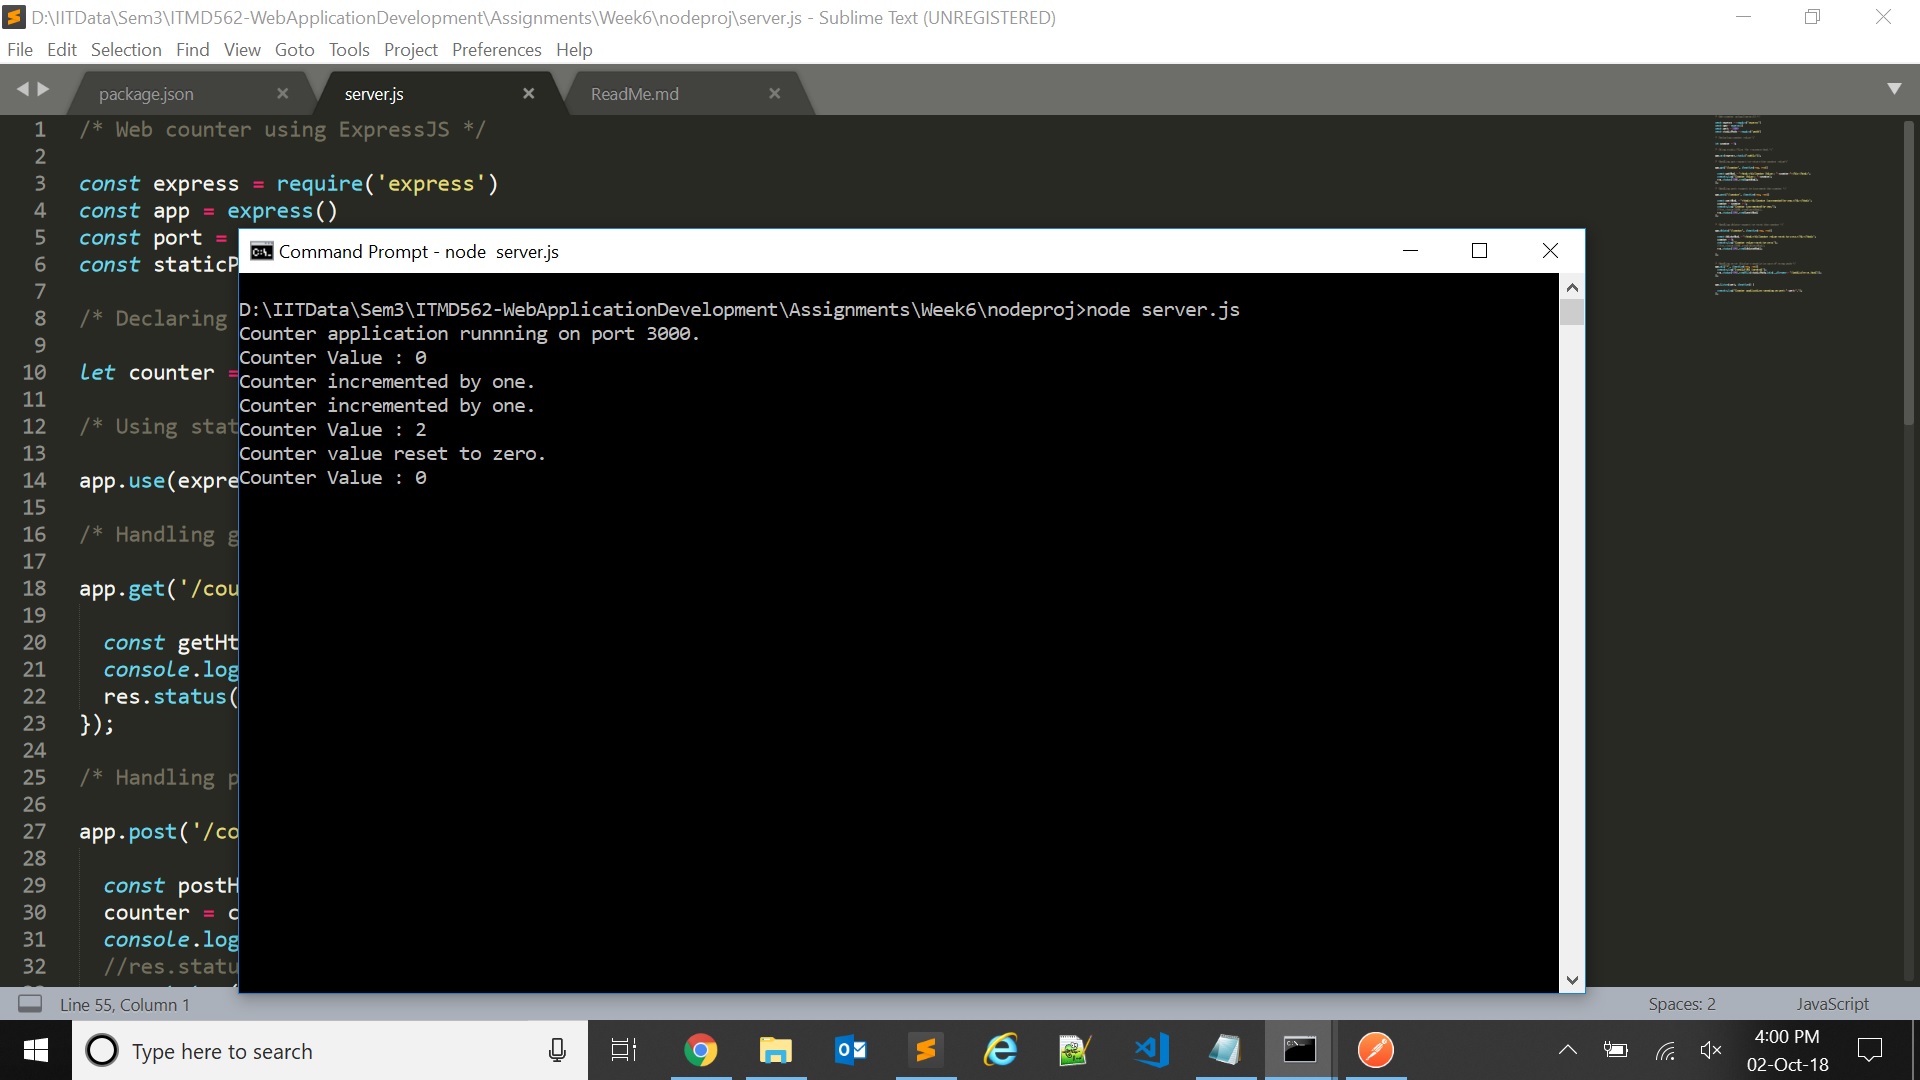 D:\IITData\Sem3\ITMD562-WebApplicationDevelopment\Assignments\Week6\nodeproj\server.js - Sublime Text (UNREGISTERED)
File Edit Selection Find View Goto Tools Project Preferences Help
package.json
server.js
ReadMe.md
1 /* Web counter using ExpressJS */
2
3 const express = require('express')
4 const app = express()
5 const port =
6 const staticP
7
8 /* Declaring
9
10 let counter =
11
12 /* Using stat
13
14 app.use(expre
15
16 /* Handling g
17
18 app.get('/cou
19
20 const getHt
21 console.log
22 res.status(
23 });
24
25 /* Handling p
26
27 app.post('/co
28
29 const postH
30 counter = c
31 console.log
32 //res.statu
Command Prompt - node  server.js
D:\IITData\Sem3\ITMD562-WebApplicationDevelopment\Assignments\Week6\nodeproj>node server.js
Counter application runnning on port 3000.
Counter Value : 0
Counter incremented by one.
Counter incremented by one.
Counter Value : 2
Counter value reset to zero.
Counter Value : 0
Line 55, Column 1
Spaces: 2
JavaScript
Type here to search
4:00 PM
02-Oct-18